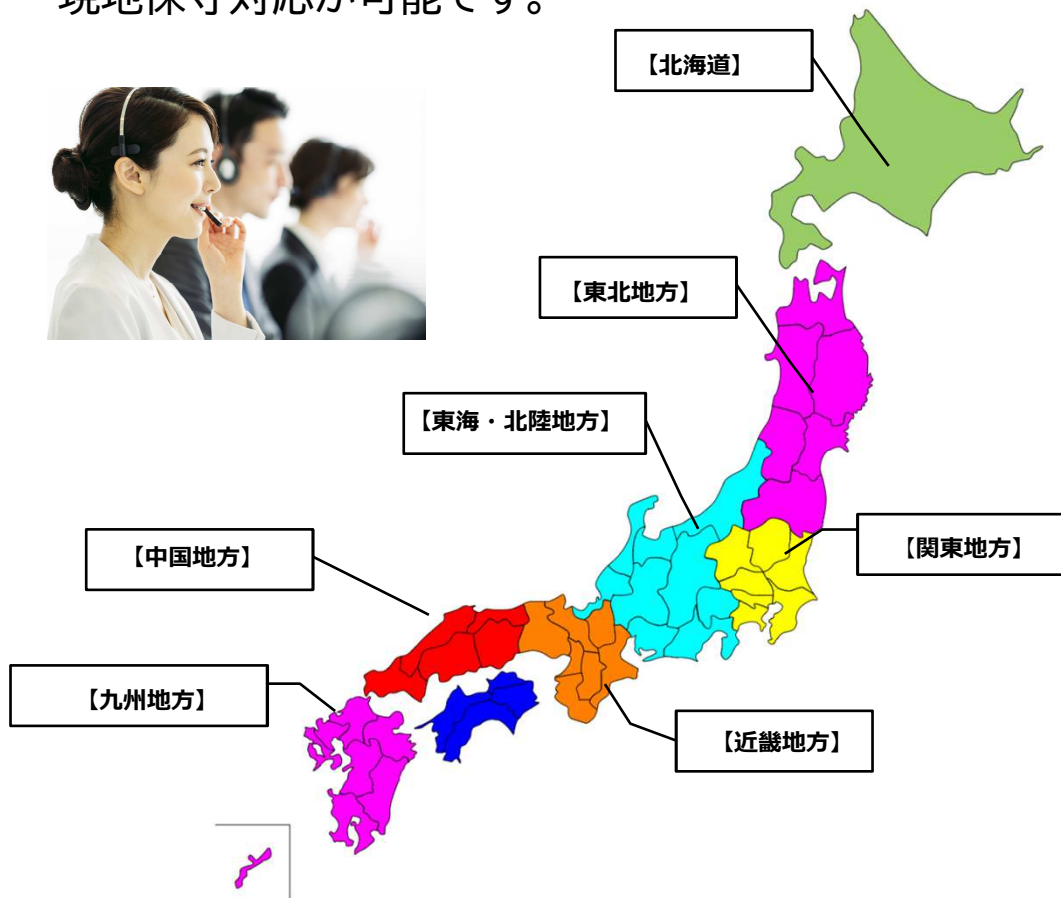 現地保守対応が可能です。
【北海道】
【東北地方】
【東海・北陸地方】
【関東地方】
【中国地方】
【九州地方】
【近畿地方】